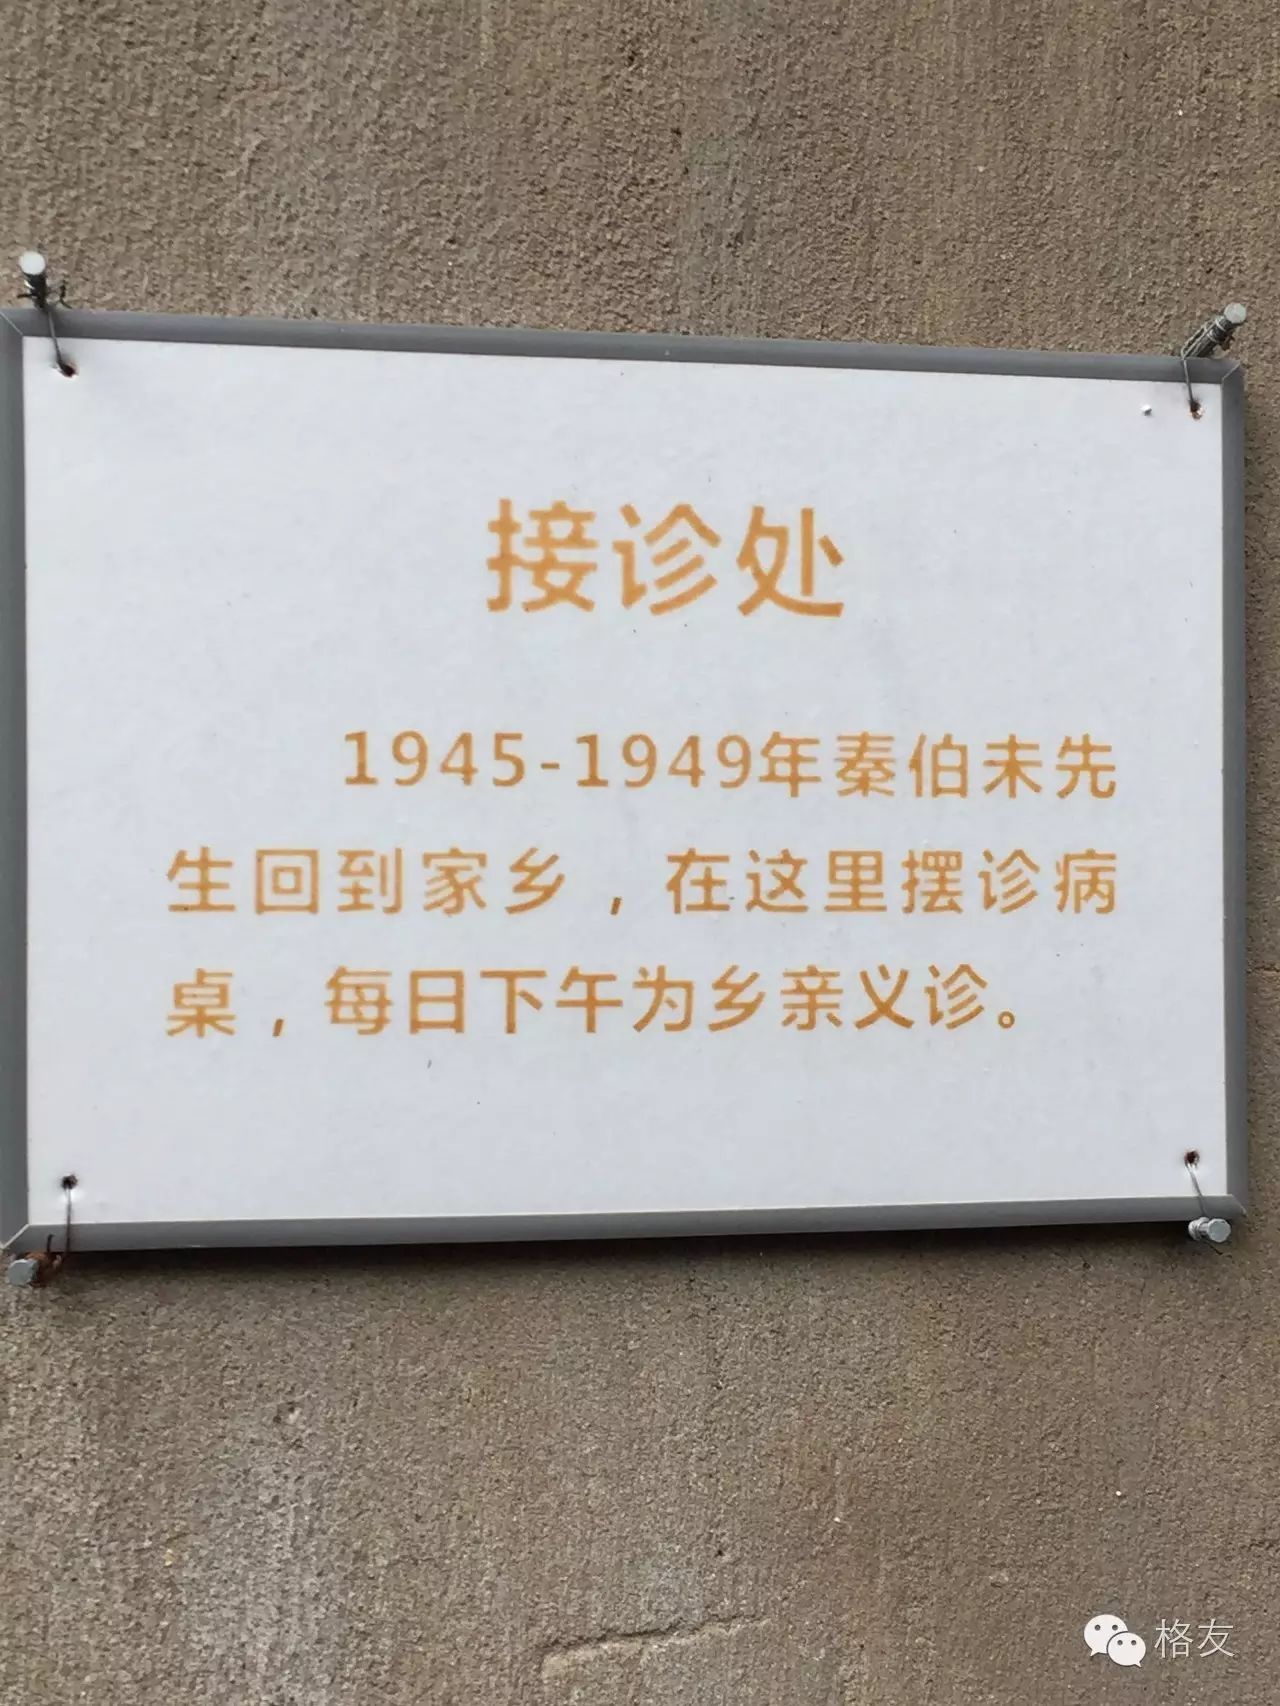 接诊处
1945-1949年秦伯未先
生回到家乡，在这里摆诊病
桌，每日下午为乡亲义诊。
格友